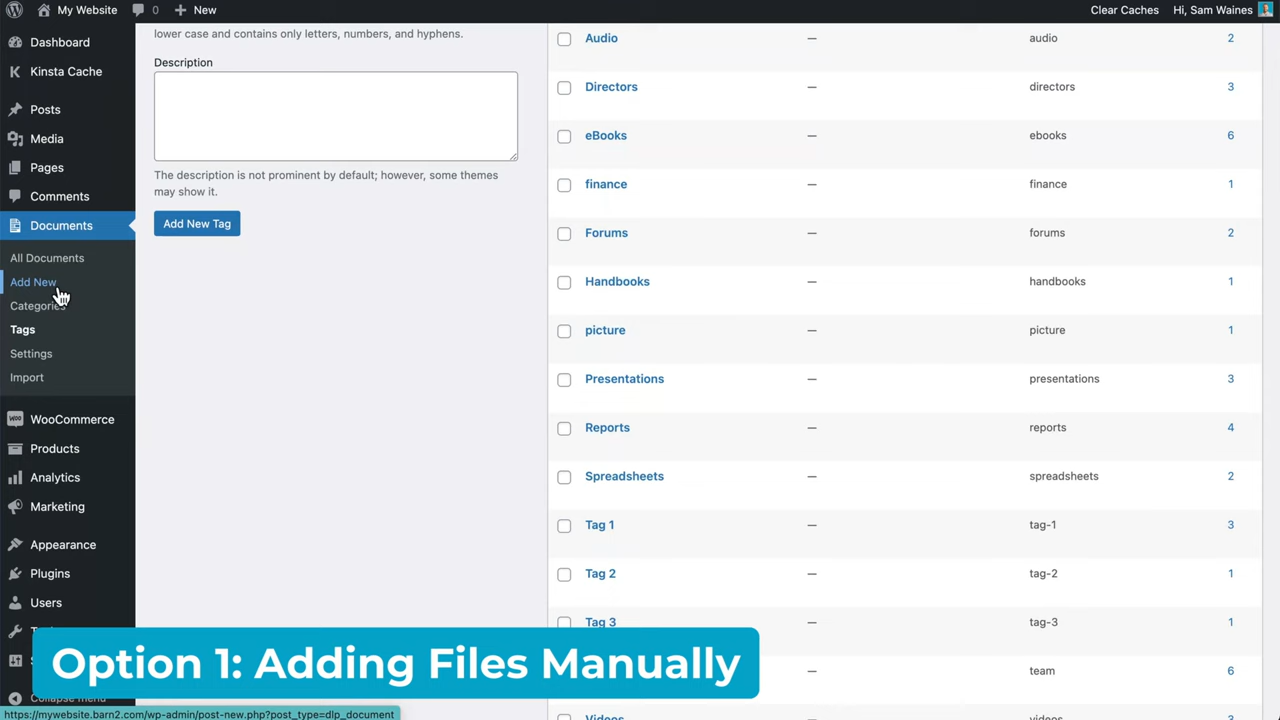 My Website
0
New
Clear Caches
Hi, Sam Waines
Dashboard
Kinsta Cache
Posts
Media
Pages
Comments
Documents
All Documents
Add New
Categories
Tags
Settings
Import
WooCommerce
Products
Analytics
Marketing
Appearance
Plugins
Users
Collapse menu
lower case and contains only letters, numbers, and hyphens.
Description
The description is not prominent by default; however, some themes
may show it.
Add New Tag
Audio — audio 2
Directors — directors 3
eBooks — ebooks 6
finance — finance 1
Forums — forums 2
Handbooks — handbooks 1
picture — picture 1
Presentations — presentations 3
Reports — reports 4
Spreadsheets — spreadsheets 2
Tag 1 — tag-1 3
Tag 2 — tag-2 1
Tag 3 — tag-3 1
— team 6
Videos videos 3
Option 1: Adding Files Manually
https://mywebsite.barn2.com/wp-admin/post-new.php?post_type=dlp_document